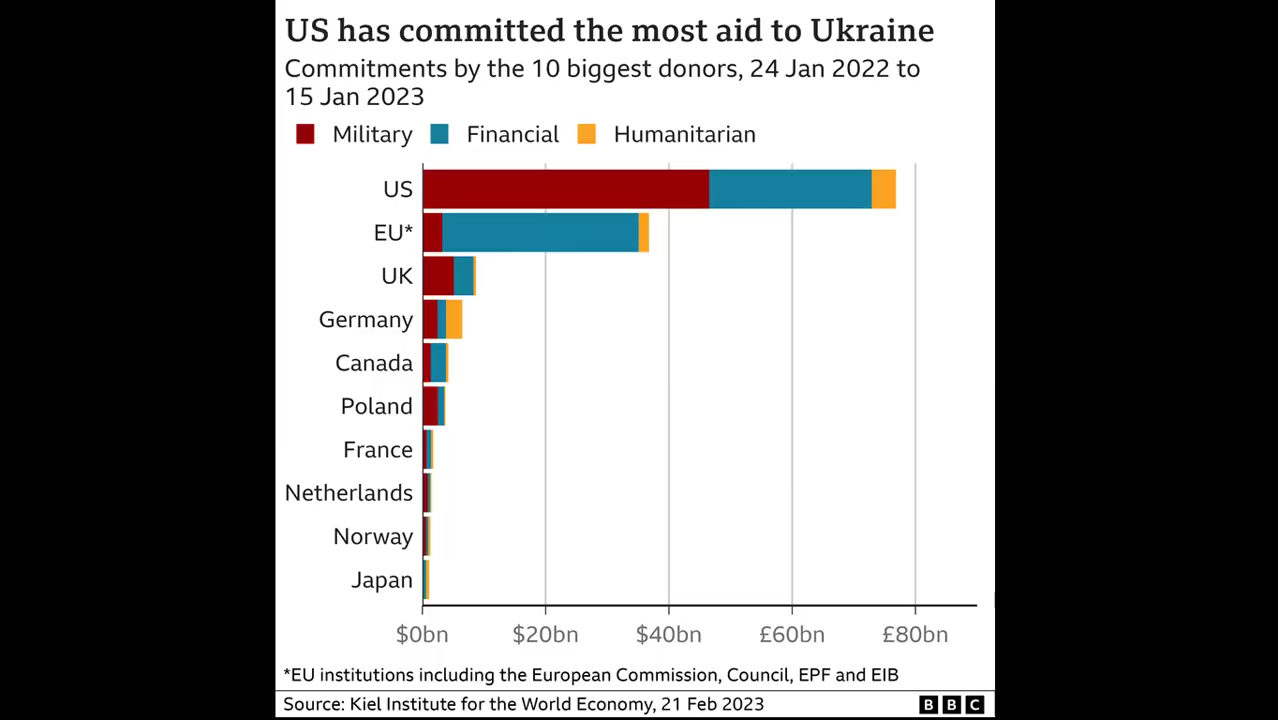 US has committed the most aid to Ukraine
Commitments by the 10 biggest donors, 24 Jan 2022 to
15 Jan 2023
Military Financial Humanitarian
US
EU*
UK
Germany
Canada
Poland
France
Netherlands
Norway
Japan
$0bn $20bn $40bn £60bn £80bn
*EU institutions including the European Commission, Council, EPF and EIB
Source: Kiel Institute for the World Economy, 21 Feb 2023 BBC